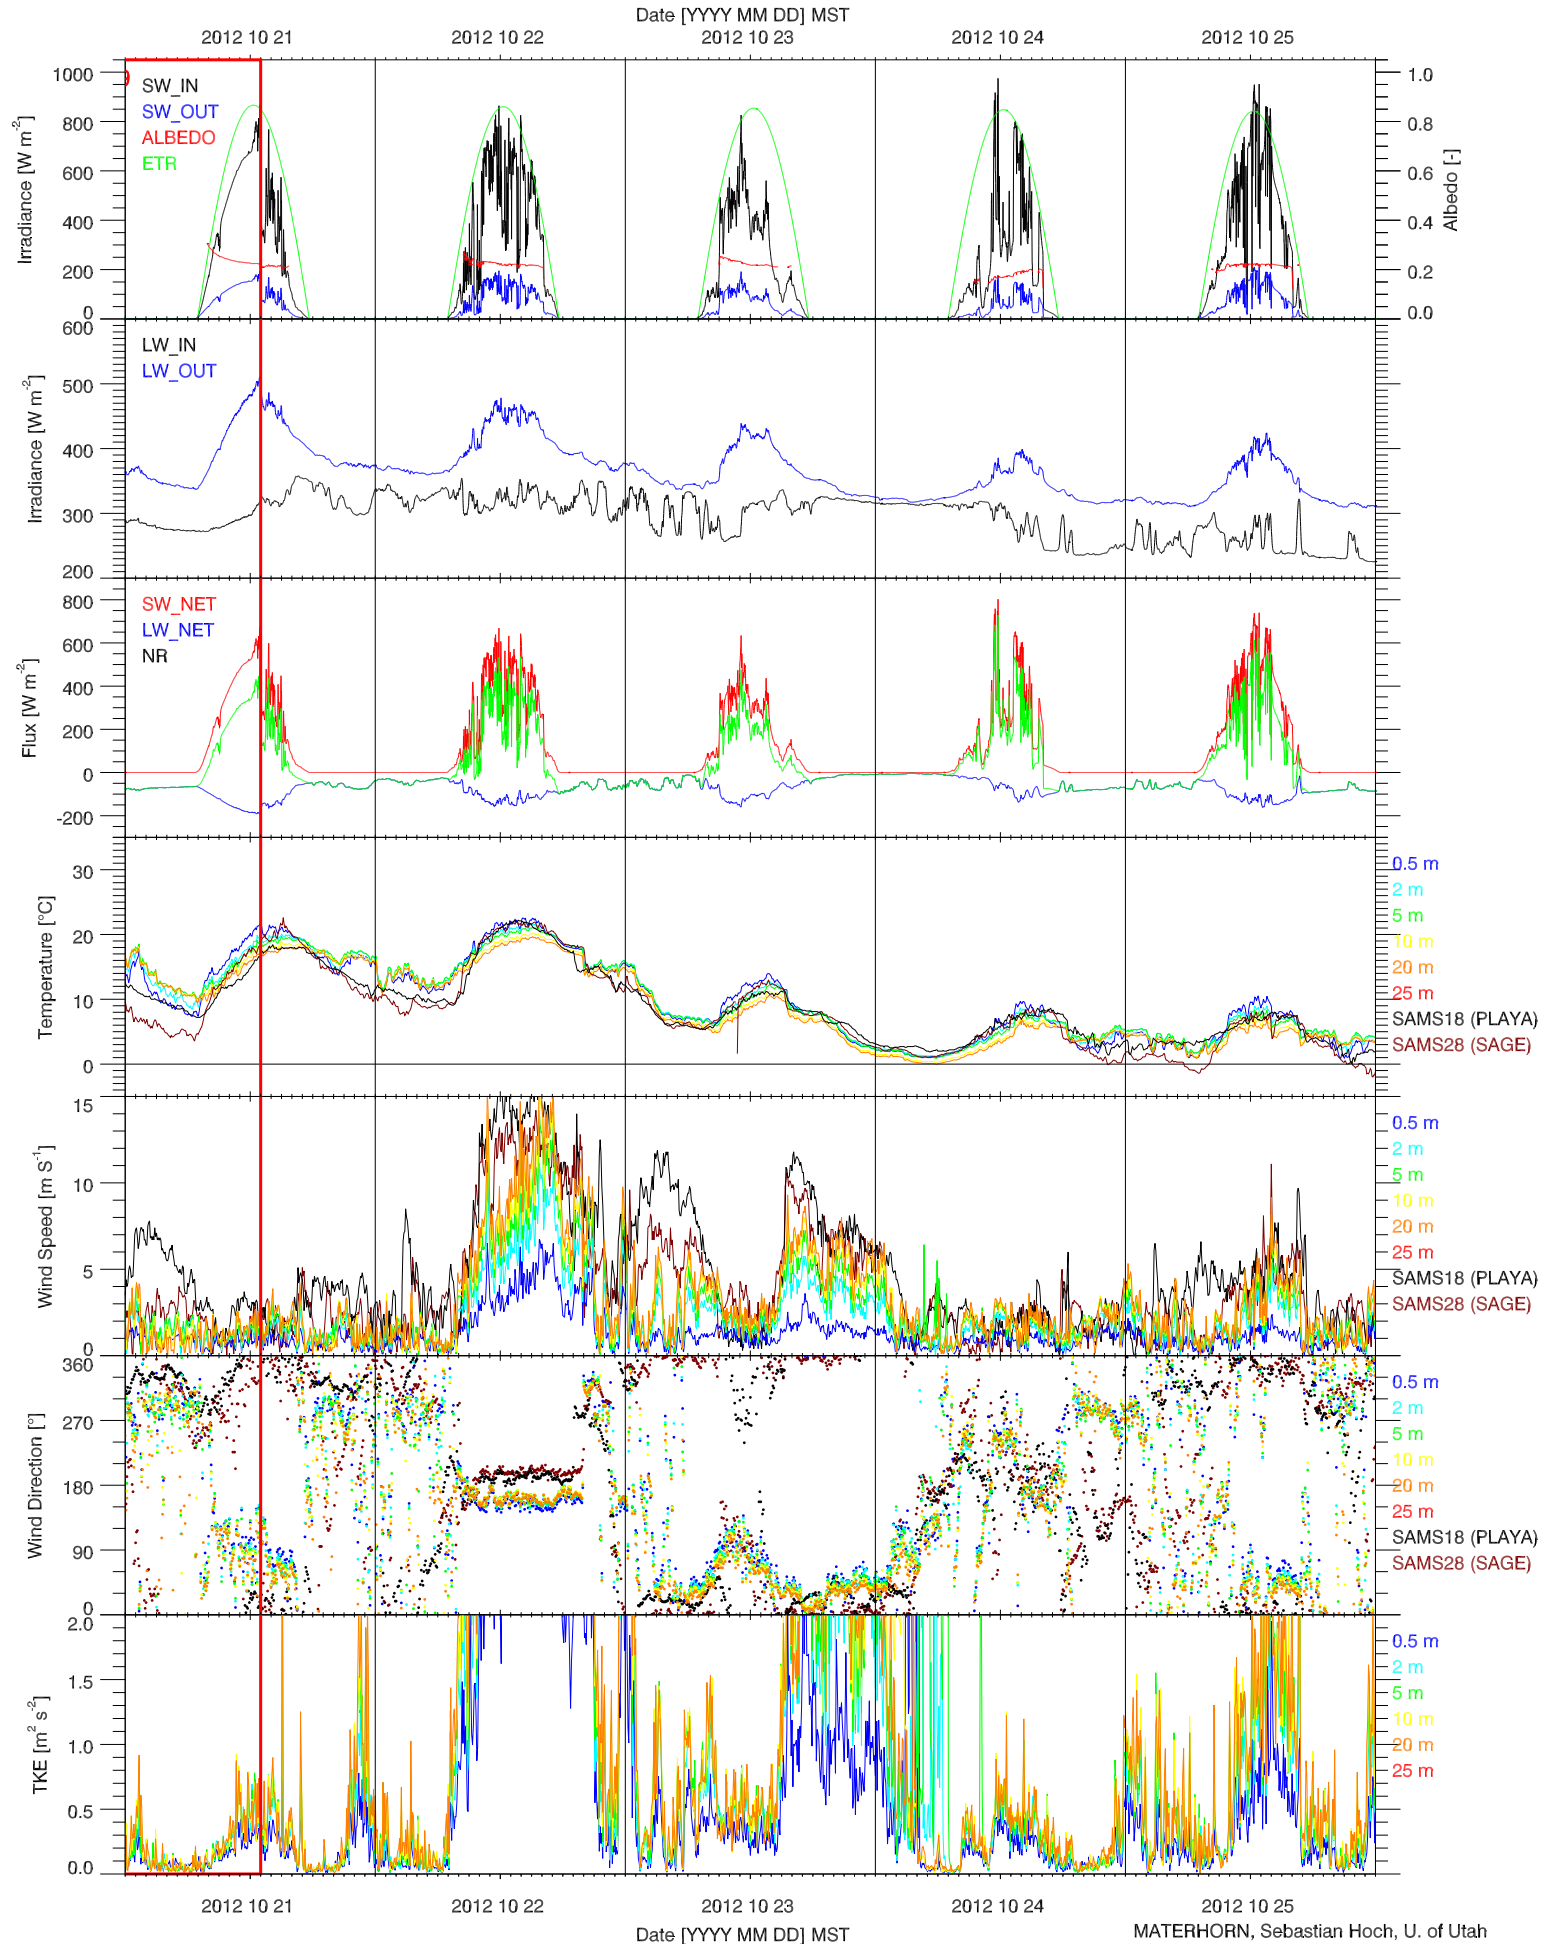 Date [YYYY MM DD] MST
2012 10 21 2012 10 22 2012 10 23 2012 10 24 2012 10 25
Irradiance [W m-2]
1000
800
600
400
200
0
SW_IN
SW_OUT
ALBEDO
ETR
1.0
0.8
0.6
0.4
0.2
0.0
Albedo [-]
Irradiance [W m-2]
600
500
400
300
200
LW_IN
LW_OUT
Flux [W m-2]
800
600
400
200
0
-200
SW_NET
LW_NET
NR
Temperature [°C]
30
20
10
0
0.5 m
2 m
5 m
10 m
20 m
25 m
SAMS18 (PLAYA)
SAMS28 (SAGE)
Wind Speed [m S-1]
15
10
5
0
0.5 m
2 m
5 m
10 m
20 m
25 m
SAMS18 (PLAYA)
SAMS28 (SAGE)
Wind Direction [°]
360
270
180
90
0
0.5 m
2 m
5 m
10 m
20 m
25 m
SAMS18 (PLAYA)
SAMS28 (SAGE)
TKE [m2 s-2]
2.0
1.5
1.0
0.5
0.0
0.5 m
2 m
5 m
10 m
20 m
25 m
2012 10 21 2012 10 22 2012 10 23 2012 10 24 2012 10 25
Date [YYYY MM DD] MST
MATERHORN, Sebastian Hoch, U. of Utah